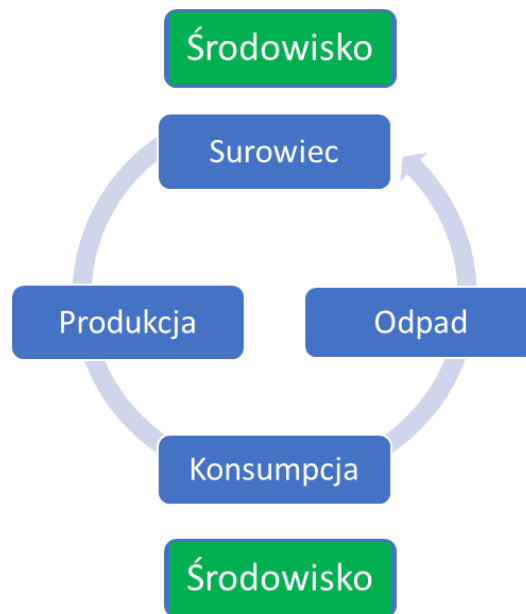 Środowisko
Surowiec
Produkcja
Odpad
Konsumpcja
Środowisko